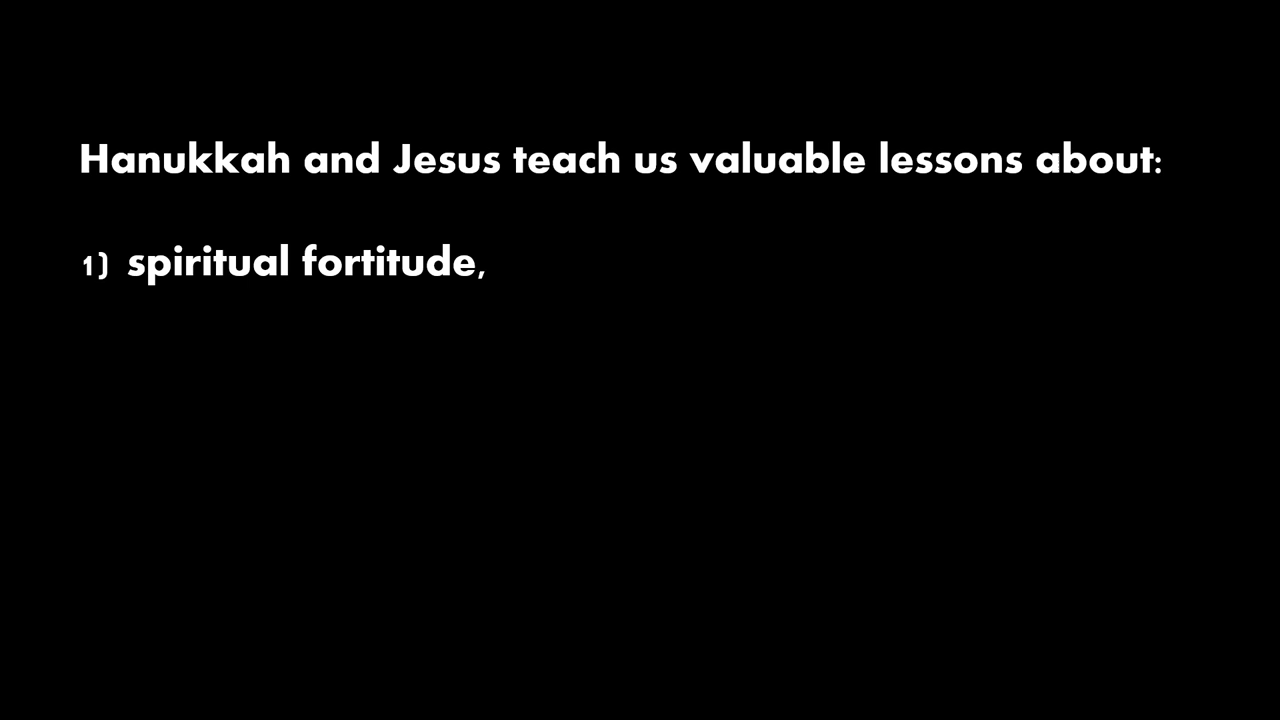 Hanukkah and Jesus teach us valuable lessons about:
1) spiritual fortitude,